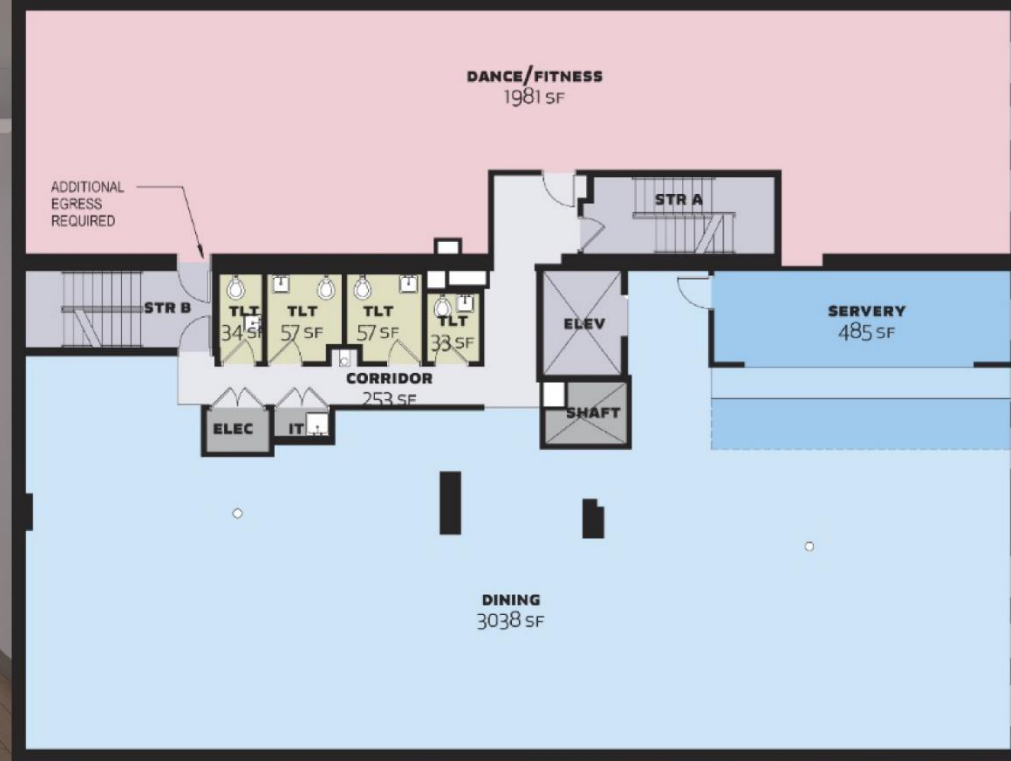 DANCE/FITNESS
1981 SF
ADDITIONAL
EGRESS
REQUIRED
STR A
STR B
TLT
34 SF
TLT
57 SF
TLT
57 SF
TLT
33 SF
ELEV
SERVERY
485 SF
CORRIDOR
253 SF
ELEC
IT
SHAFT
DINING
3038 SF